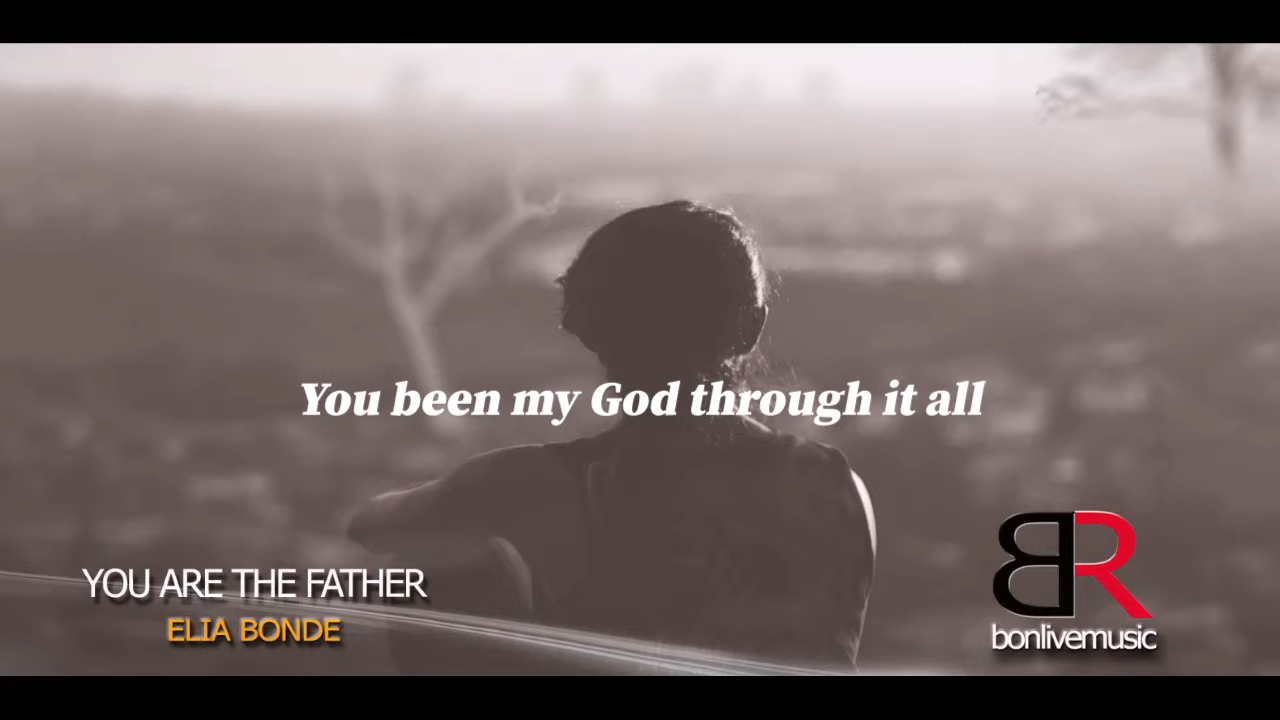 You been my God through it all
YOU ARE THE FATHER
ELIA BONDE
BR
bonlivemusic